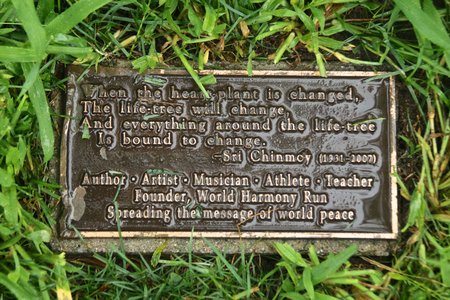 When the heart-plant is changed,
The life-tree will change
And everything around the life-tree
Is bound to change.
-Sri Chinmoy (1931-2007)
Author • Artist • Musician • Athlete • Teacher
Founder, World Harmony Run
Spreading the message of world peace